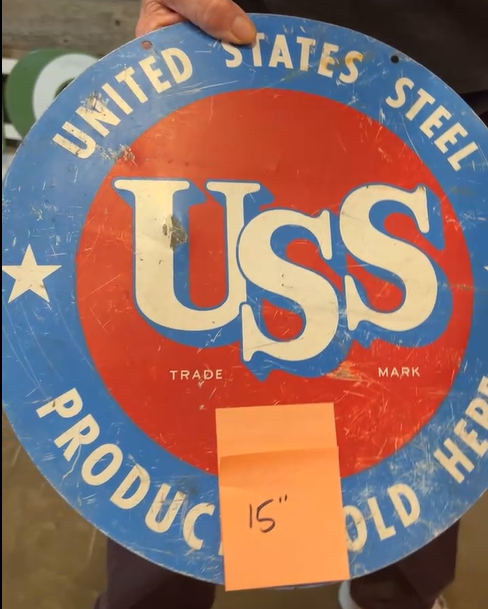 UNITED STATES STEEL
USS
TRADE MARK
15"